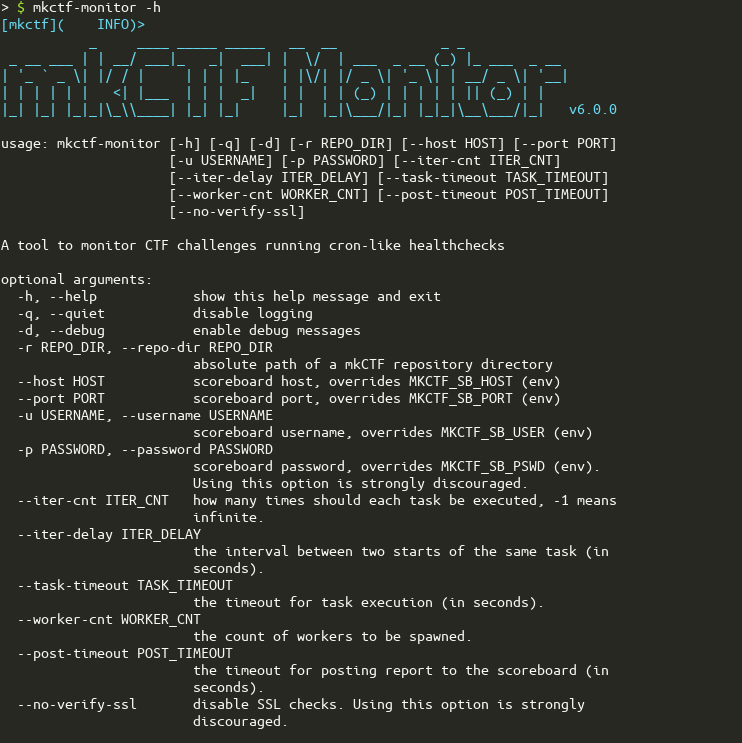 > $ mkctf-monitor -h
[mkctf](    INFO)>
mkCTF Monitor   v6.0.0
usage: mkctf-monitor [-h] [-q] [-d] [-r REPO_DIR] [--host HOST] [--port PORT]
                     [-u USERNAME] [-p PASSWORD] [--iter-cnt ITER_CNT]
                     [--iter-delay ITER_DELAY] [--task-timeout TASK_TIMEOUT]
                     [--worker-cnt WORKER_CNT] [--post-timeout POST_TIMEOUT]
                     [--no-verify-ssl]
A tool to monitor CTF challenges running cron-like healthchecks
optional arguments:
  -h, --help            show this help message and exit
  -q, --quiet           disable logging
  -d, --debug           enable debug messages
  -r REPO_DIR, --repo-dir REPO_DIR
                        absolute path of a mkCTF repository directory
  --host HOST           scoreboard host, overrides MKCTF_SB_HOST (env)
  --port PORT           scoreboard port, overrides MKCTF_SB_PORT (env)
  -u USERNAME, --username USERNAME
                        scoreboard username, overrides MKCTF_SB_USER (env)
  -p PASSWORD, --password PASSWORD
                        scoreboard password, overrides MKCTF_SB_PSWD (env).
                        Using this option is strongly discouraged.
  --iter-cnt ITER_CNT   how many times should each task be executed, -1 means
                        infinite.
  --iter-delay ITER_DELAY
                        the interval between two starts of the same task (in
                        seconds).
  --task-timeout TASK_TIMEOUT
                        the timeout for task execution (in seconds).
  --worker-cnt WORKER_CNT
                        the count of workers to be spawned.
  --post-timeout POST_TIMEOUT
                        the timeout for posting report to the scoreboard (in
                        seconds).
  --no-verify-ssl       disable SSL checks. Using this option is strongly
                        discouraged.